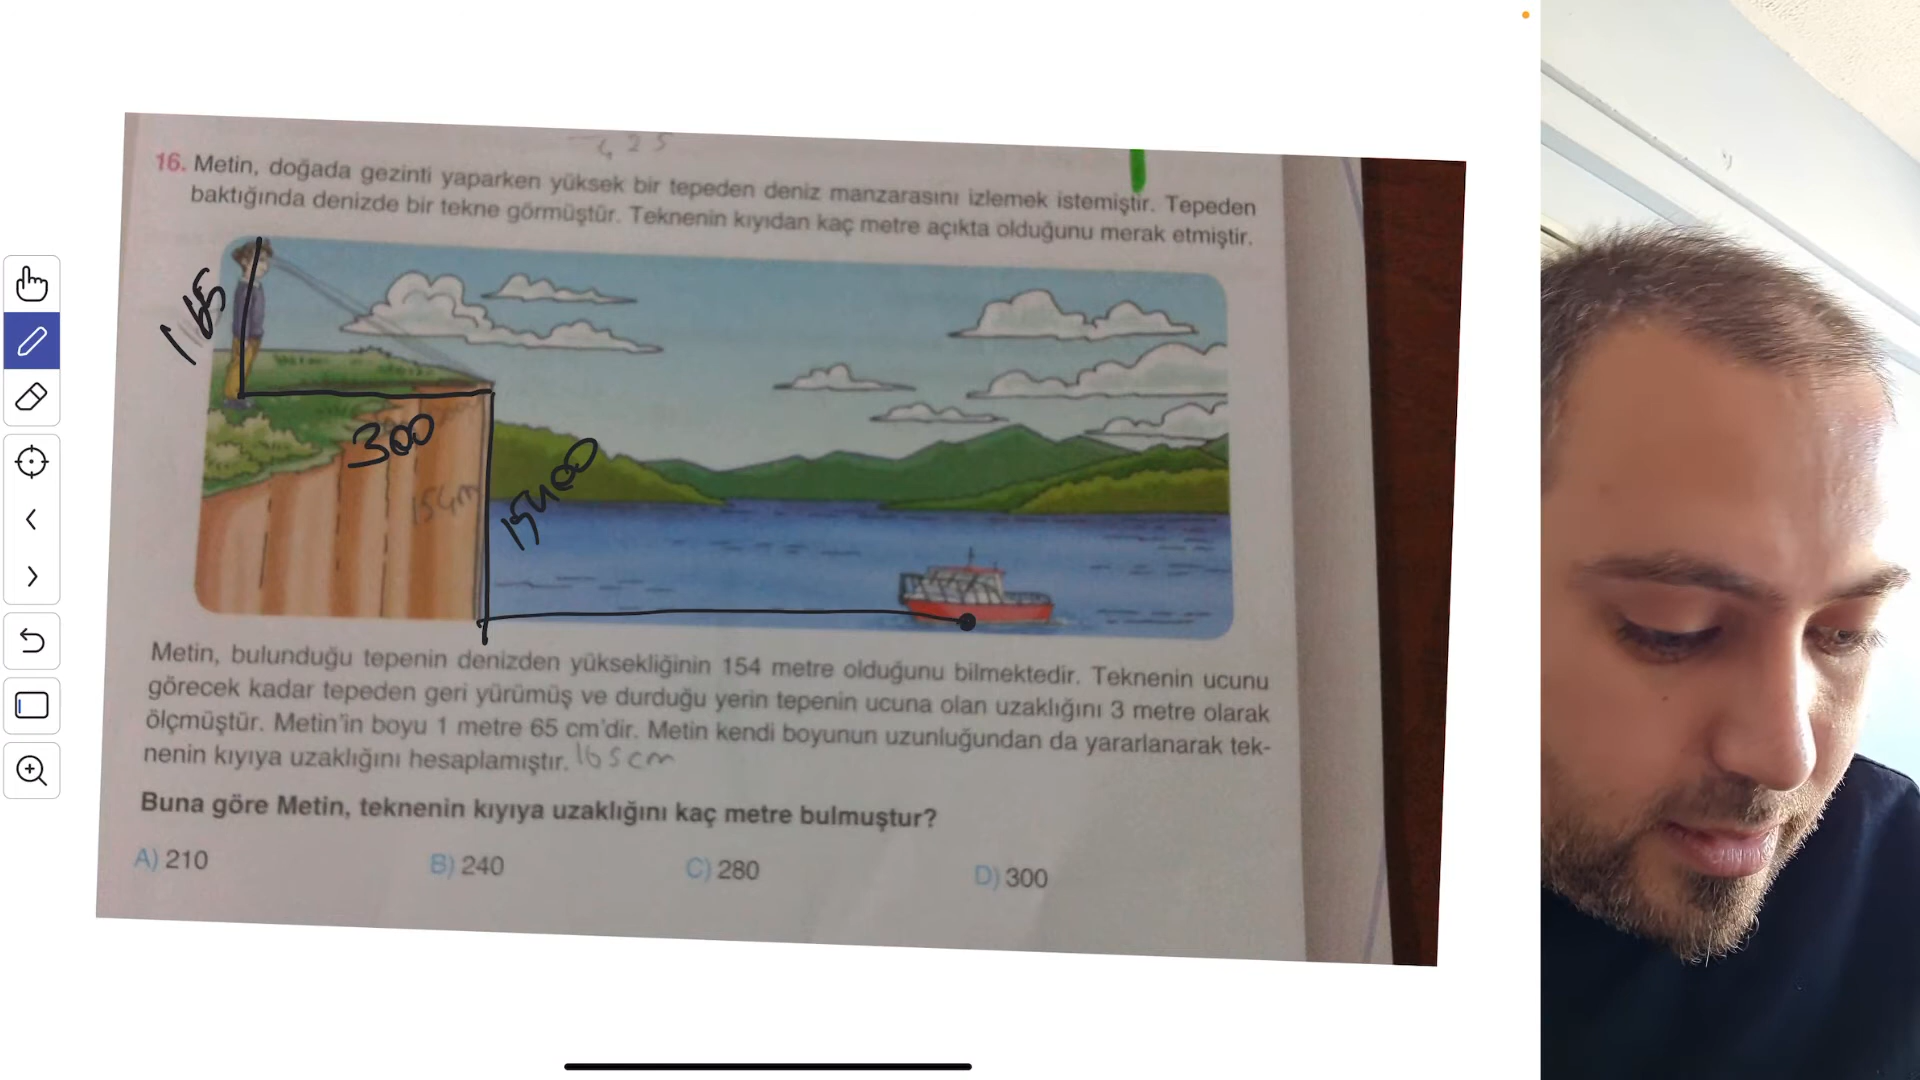 4 2 5
16. Metin, doğada gezinti yaparken yüksek bir tepeden deniz manzarasını izlemek istemiştir. Tepeden
baktığında denizde bir tekne görmüştür. Teknenin kıyıdan kaç metre açıkta olduğunu merak etmiştir.
165
300
154m
15400
Metin, bulunduğu tepenin denizden yüksekliğinin 154 metre olduğunu bilmektedir. Teknenin ucunu
görecek kadar tepeden geri yürümüş ve durduğu yerin tepenin ucuna olan uzaklığını 3 metre olarak
ölçmüştür. Metin'in boyu 1 metre 65 cm'dir. Metin kendi boyunun uzunluğundan da yararlanarak tek-
nenin kıyıya uzaklığını hesaplamıştır. 165cm
Buna göre Metin, teknenin kıyıya uzaklığını kaç metre bulmuştur?
A) 210 B) 240 C) 280 D) 300